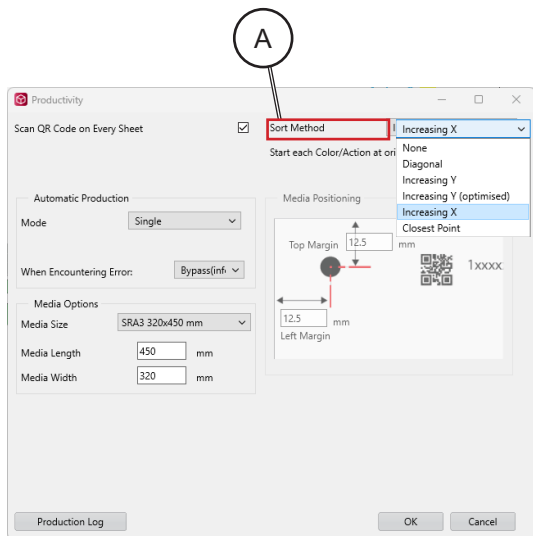 A
Productivity
Scan QR Code on Every Sheet
Sort Method
Increasing X
Start each Color/Action at ori
None
Diagonal
Increasing Y
Increasing Y (optimised)
Increasing X
Closest Point
Automatic Production
Mode
Single
When Encountering Error:
Bypass(inf
Media Options
Media Size
SRA3 320x450 mm
Media Length
450
mm
Media Width
320
mm
Media Positioning
Top Margin
12.5
mm
1xxxx
12.5
mm
Left Margin
Production Log
OK
Cancel